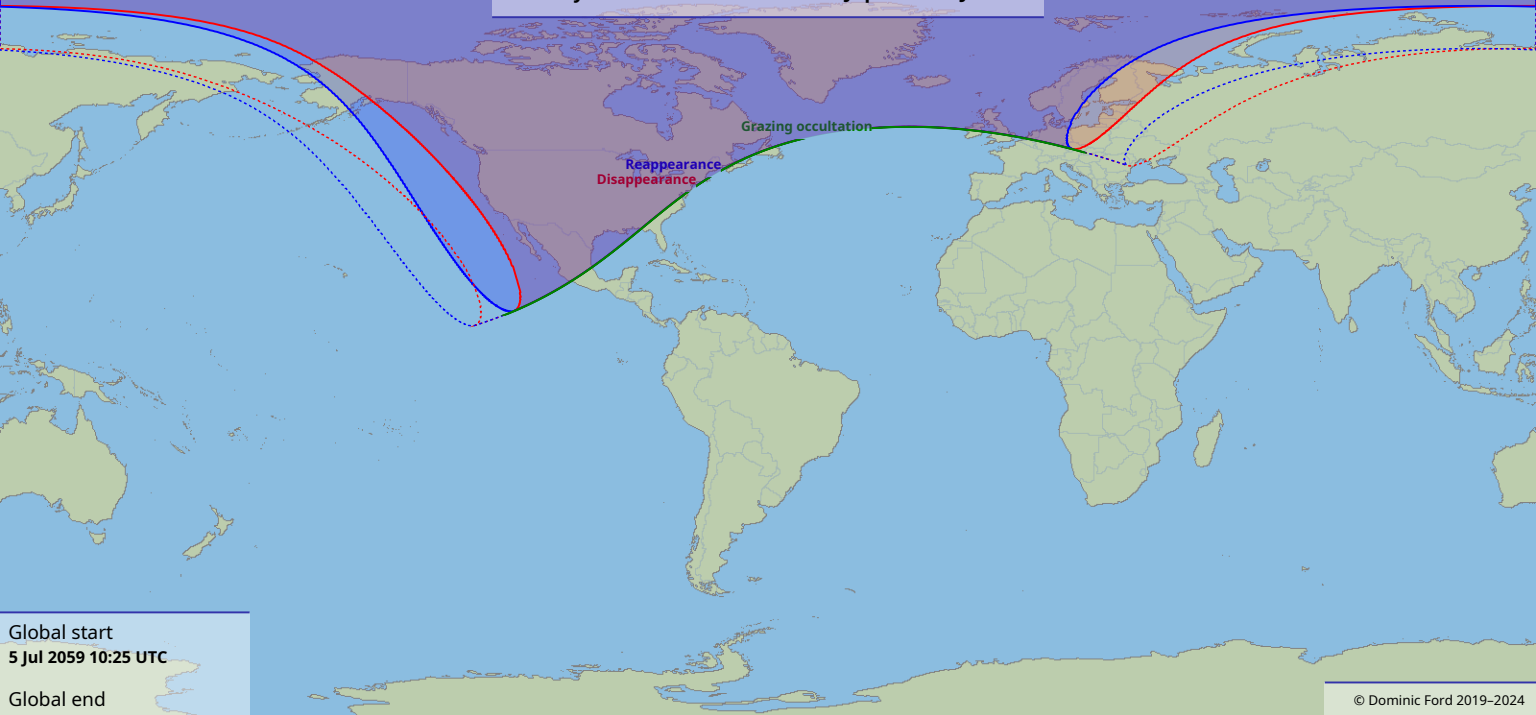 Grazing occultation
Reappearance
Disappearance
Global start
5 Jul 2059 10:25 UTC
Global end
© Dominic Ford 2019–2024